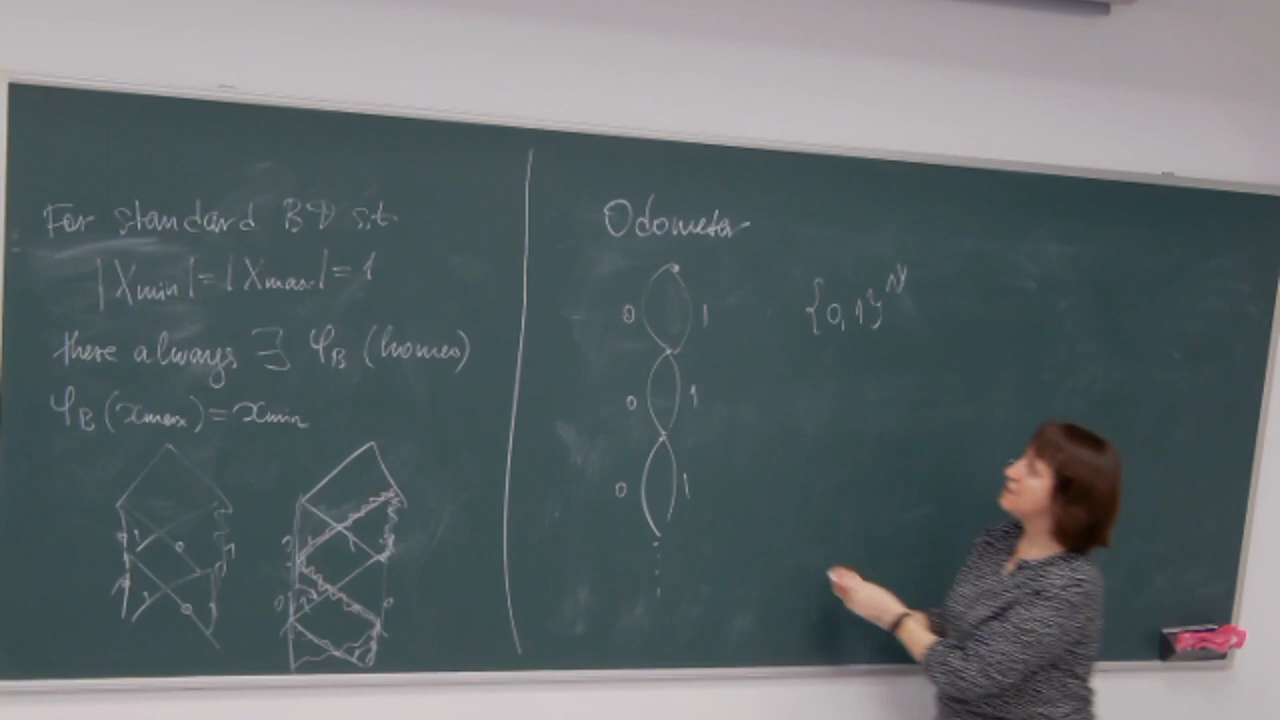 For standard BD s.t.
|Xmin| = |Xmax| = 1
there always ∃ φB (homeo)
φB(xmax) = xmin
Odometer
{0,1}^ℕ
0 1
0 1
0 1